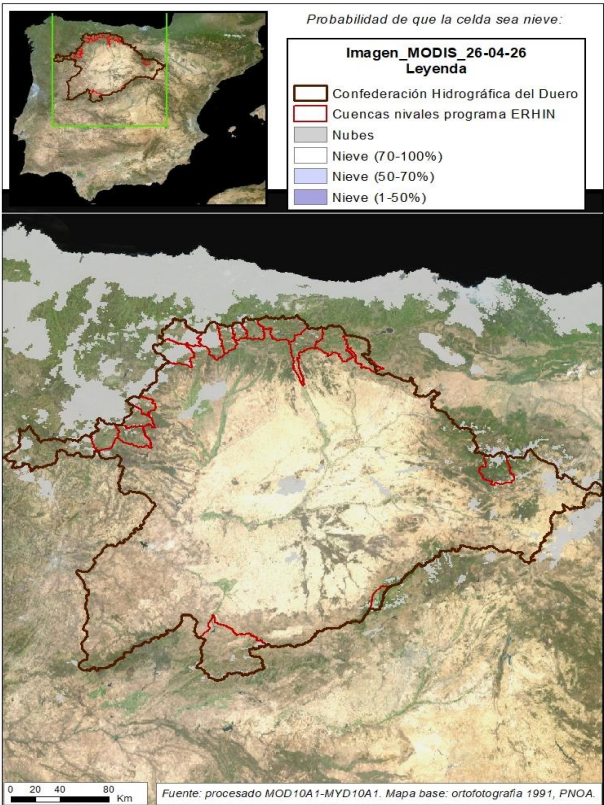 Probabilidad de que la celda sea nieve:
Imagen_MODIS_26-04-26
Leyenda
Confederación Hidrográfica del Duero
Cuencas nivales programa ERHIN
Nubes
Nieve (70-100%)
Nieve (50-70%)
Nieve (1-50%)
0 20 40 80
Km
Fuente: procesado MOD10A1-MYD10A1. Mapa base: ortofotografía 1991, PNOA.